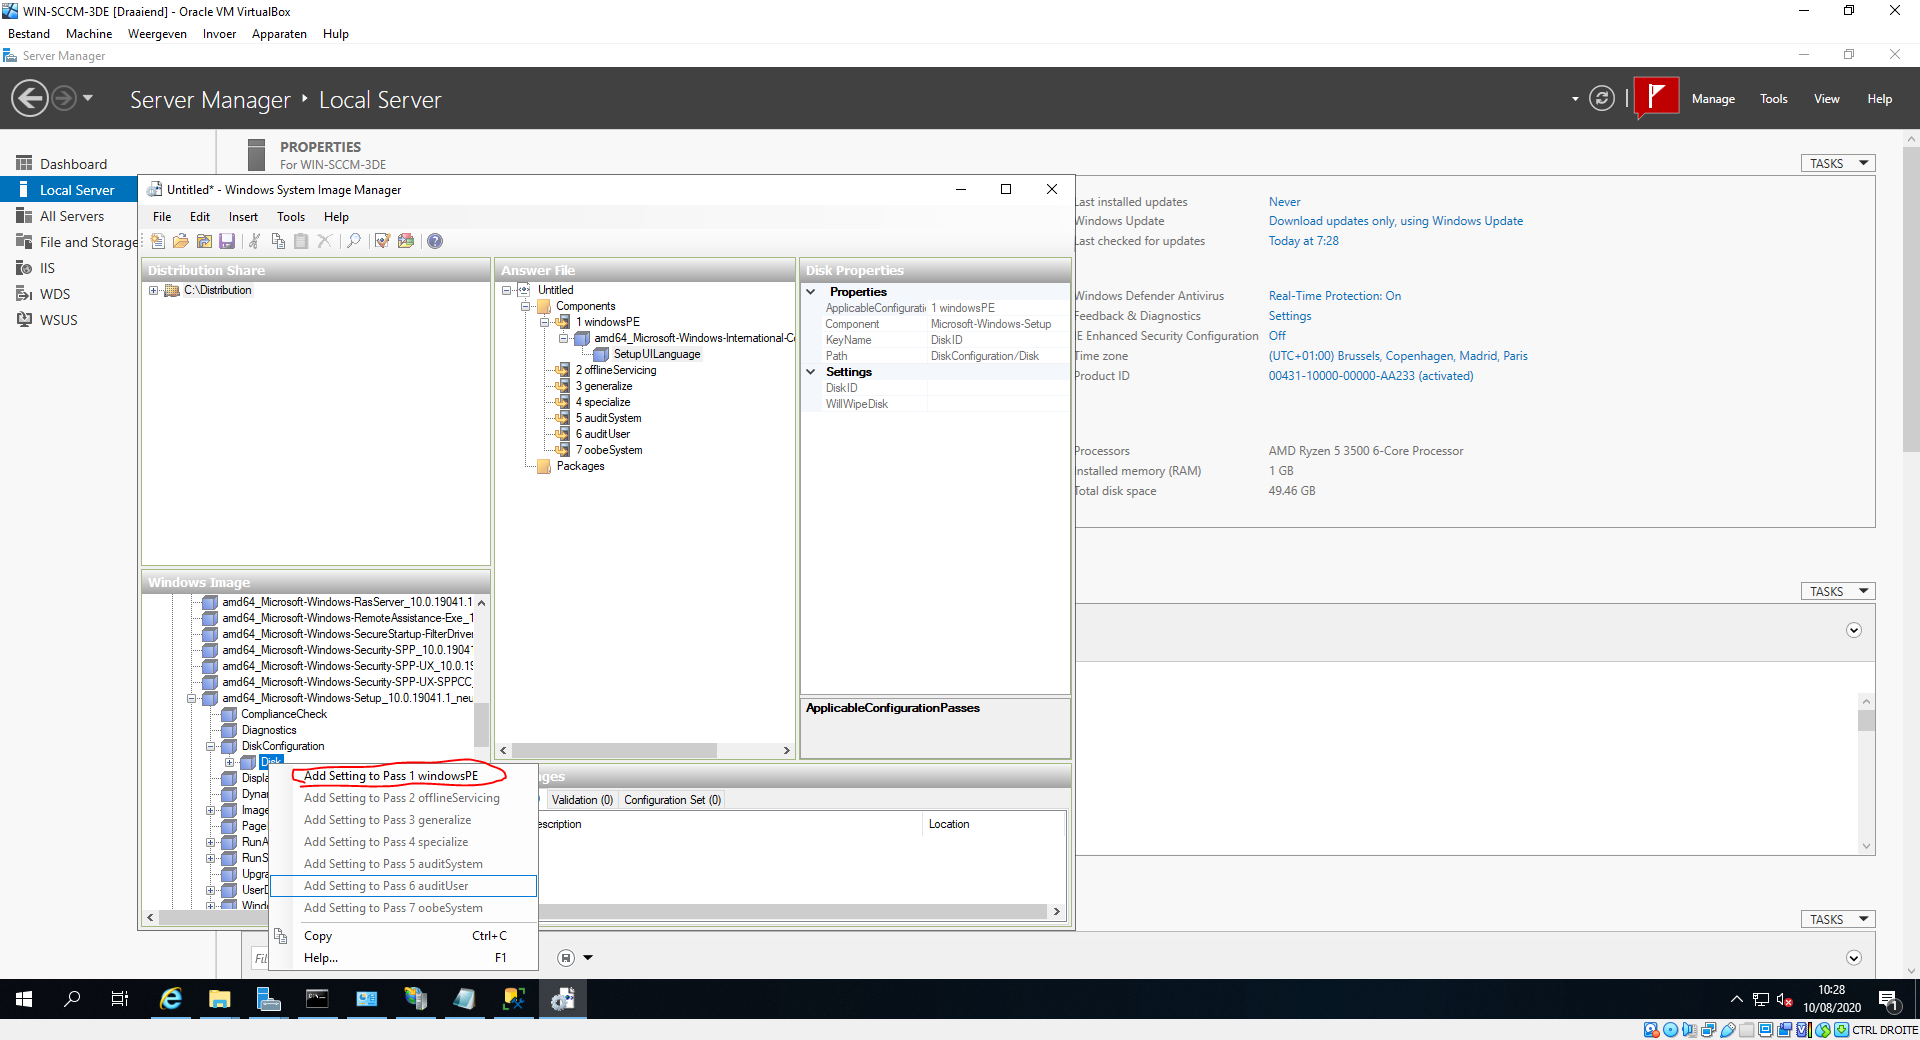 WIN-SCCM-3DE [Draaiend] - Oracle VM VirtualBox
Bestand Machine Weergeven Invoer Apparaten Hulp
Server Manager
Server Manager Local Server
Manage Tools View Help
Dashboard
Local Server
All Servers
File and Storage
IIS
WDS
WSUS
PROPERTIES
For WIN-SCCM-3DE
TASKS
Untitled* - Windows System Image Manager
File Edit Insert Tools Help
Distribution Share
C:\Distribution
Answer File
Untitled
Components
1 windowsPE
amd64_Microsoft-Windows-International-Co
SetupUILanguage
2 offlineServicing
3 generalize
4 specialize
5 auditSystem
6 auditUser
7 oobeSystem
Packages
Disk Properties
Properties
ApplicableConfigurati 1 windowsPE
Component Microsoft-Windows-Setup
KeyName DiskID
Path DiskConfiguration/Disk
Settings
DiskID
WillWipeDisk
ApplicableConfigurationPasses
Windows Image
amd64_Microsoft-Windows-RasServer_10.0.19041.1
amd64_Microsoft-Windows-RemoteAssistance-Exe_1
amd64_Microsoft-Windows-SecureStartup-FilterDriver
amd64_Microsoft-Windows-Security-SPP_10.0.1904
amd64_Microsoft-Windows-Security-SPP-UX_10.0.19
amd64_Microsoft-Windows-Security-SPP-UX-SPPCC_
amd64_Microsoft-Windows-Setup_10.0.19041.1_neu
ComplianceCheck
Diagnostics
DiskConfiguration
Disk
Displa
Dynar
Image
Page
RunA
RunS
Upgra
UserD
Windo
Add Setting to Pass 1 windowsPE
Add Setting to Pass 2 offlineServicing
Add Setting to Pass 3 generalize
Add Setting to Pass 4 specialize
Add Setting to Pass 5 auditSystem
Add Setting to Pass 6 auditUser
Add Setting to Pass 7 oobeSystem
Copy Ctrl+C
Help... F1
ges
Validation (0) Configuration Set (0)
escription Location
Last installed updates Never
Windows Update Download updates only, using Windows Update
Last checked for updates Today at 7:28
Windows Defender Antivirus Real-Time Protection: On
Feedback & Diagnostics Settings
IE Enhanced Security Configuration Off
Time zone (UTC+01:00) Brussels, Copenhagen, Madrid, Paris
Product ID 00431-10000-00000-AA233 (activated)
Processors AMD Ryzen 5 3500 6-Core Processor
Installed memory (RAM) 1 GB
Total disk space 49.46 GB
TASKS
TASKS
Fil
10:28
10/08/2020
1
CTRL DROITE